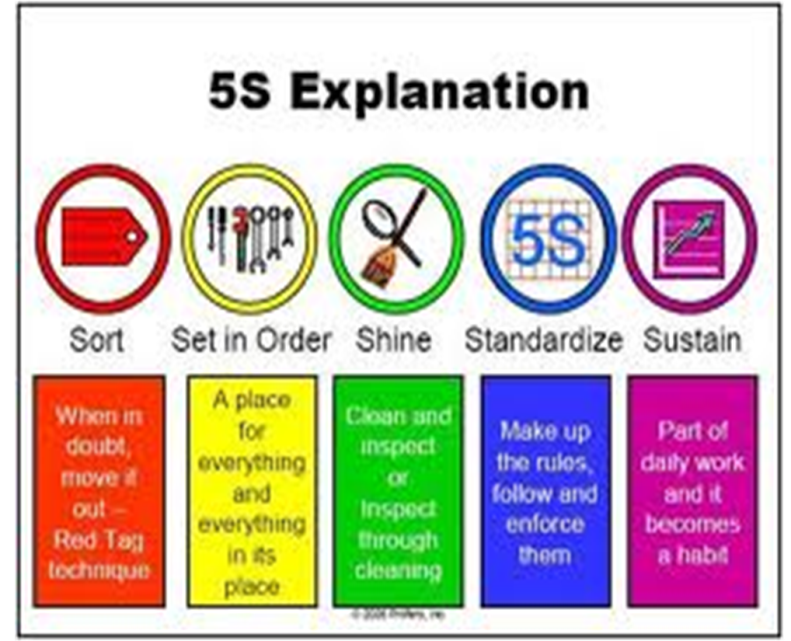 5S Explanation
5S
Sort
Set in Order
Shine
Standardize
Sustain
When in
doubt,
move it
out –
Red Tag
technique
A place
for
everything
and
everything
in its
place
Clean and
inspect
or
Inspect
through
cleaning
Make up
the rules,
follow and
enforce
them
Part of
daily work
and it
becomes
a habit